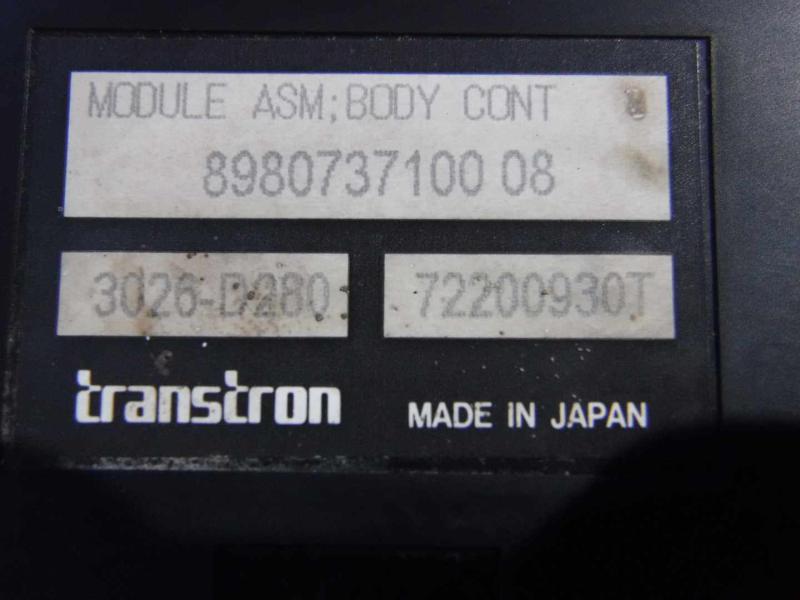 MODULE ASM;BODY CONT
8980737100 08
3026-D280 72200930T
transtron MADE IN JAPAN